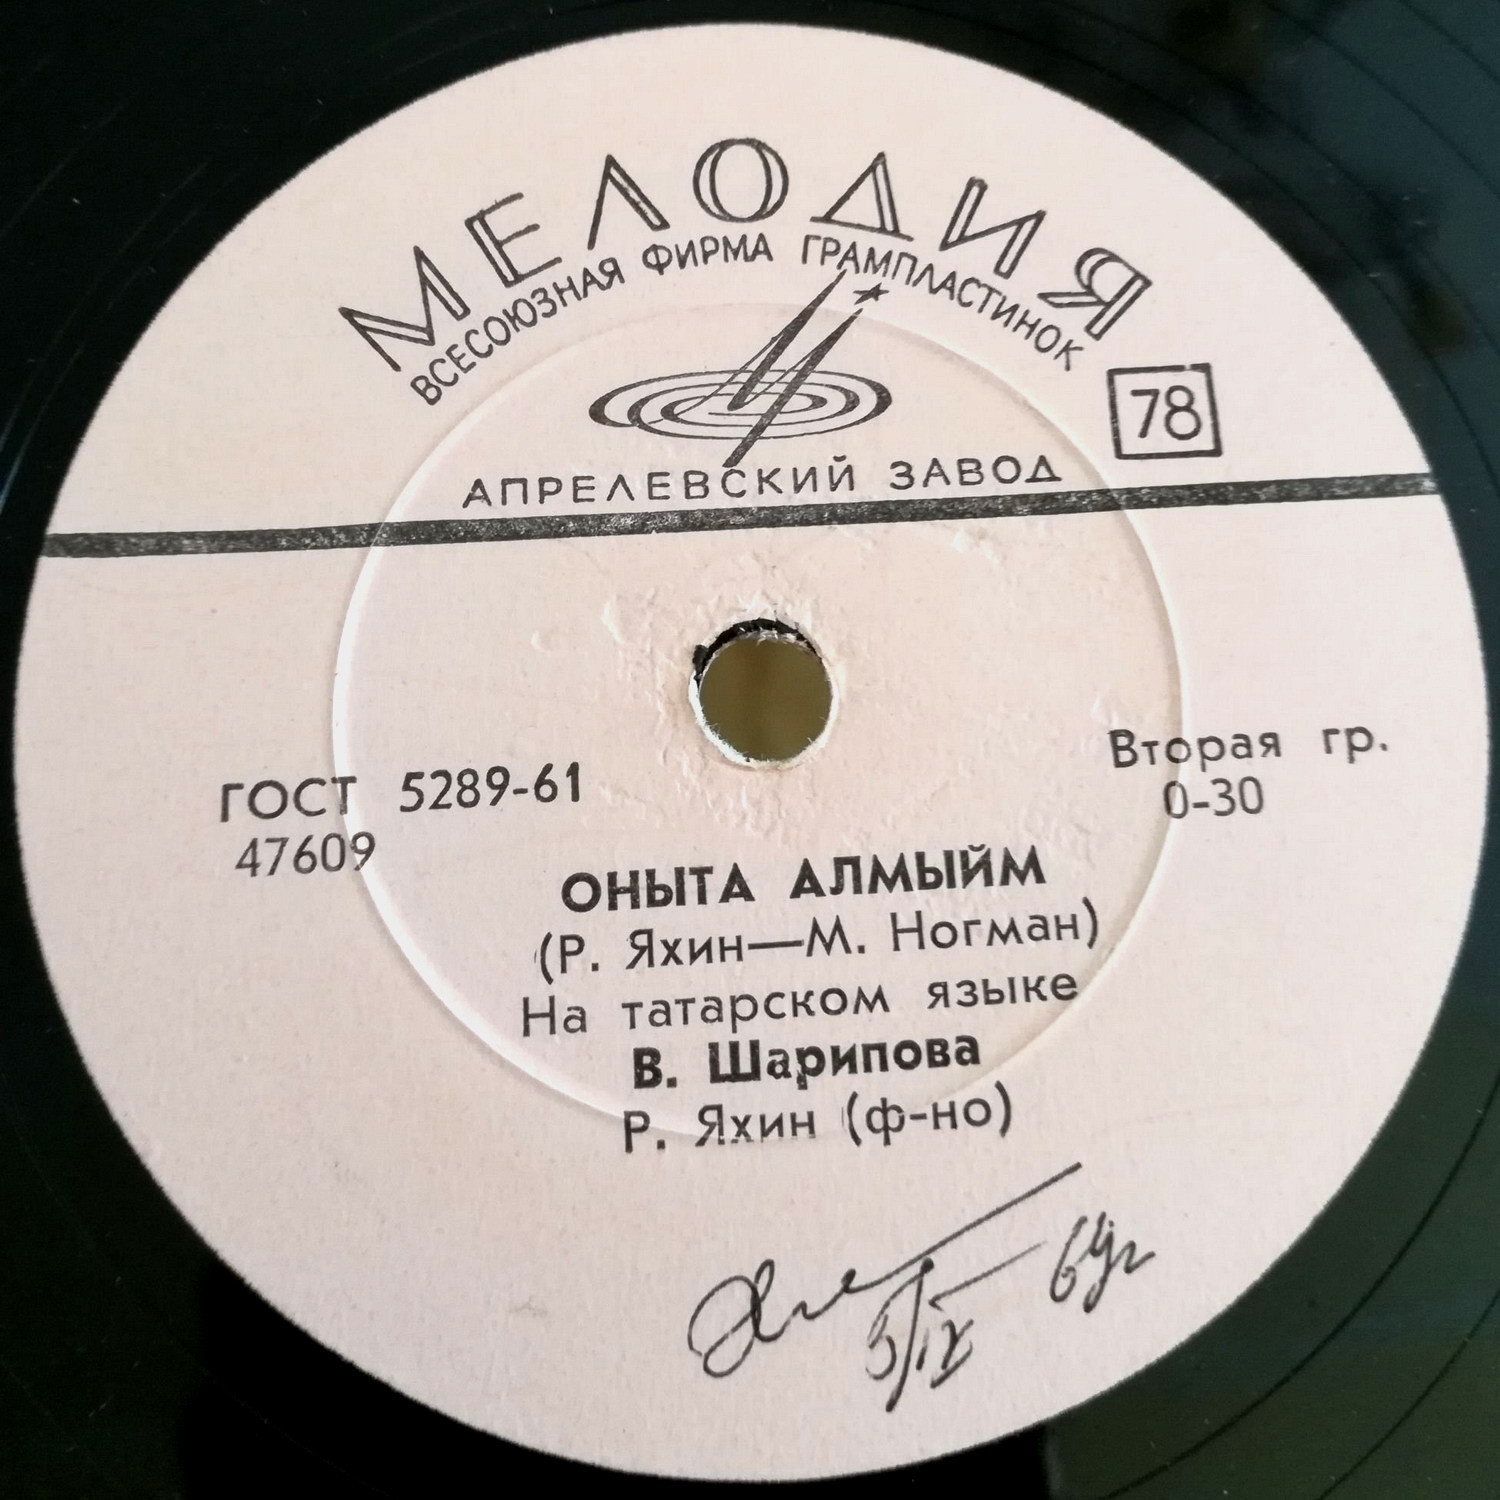 МЕЛОДИЯ
ВСЕСОЮЗНАЯ ФИРМА ГРАМПЛАСТИНОК
78
АПРЕЛЕВСКИЙ ЗАВОД
ГОСТ 5289-61
47609
Вторая гр.
0-30
ОНЫТА АЛМЫЙМ
(Р. Яхин—М. Ногман)
На татарском языке
В. Шарипова
Р. Яхин (ф-но)